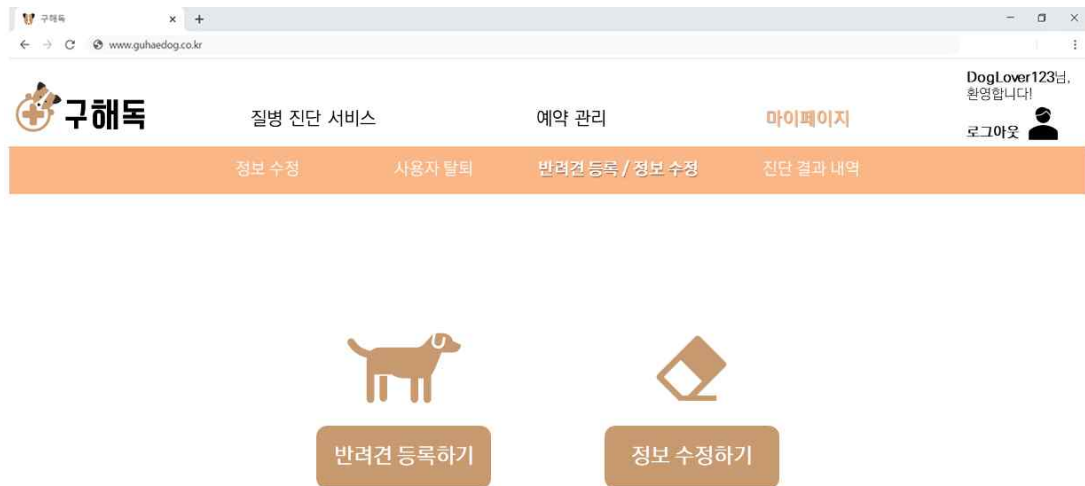 구해독
www.guhaedog.co.kr
DogLover123님,
환영합니다!
구해독
질병 진단 서비스
예약 관리
마이페이지
로그아웃
정보 수정
사용자 탈퇴
반려견 등록 / 정보 수정
진단 결과 내역
반려견 등록하기
정보 수정하기